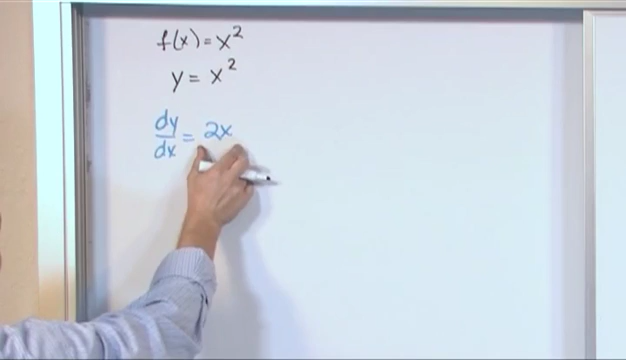 f(x) = x²
y = x²
dy/dx = 2x